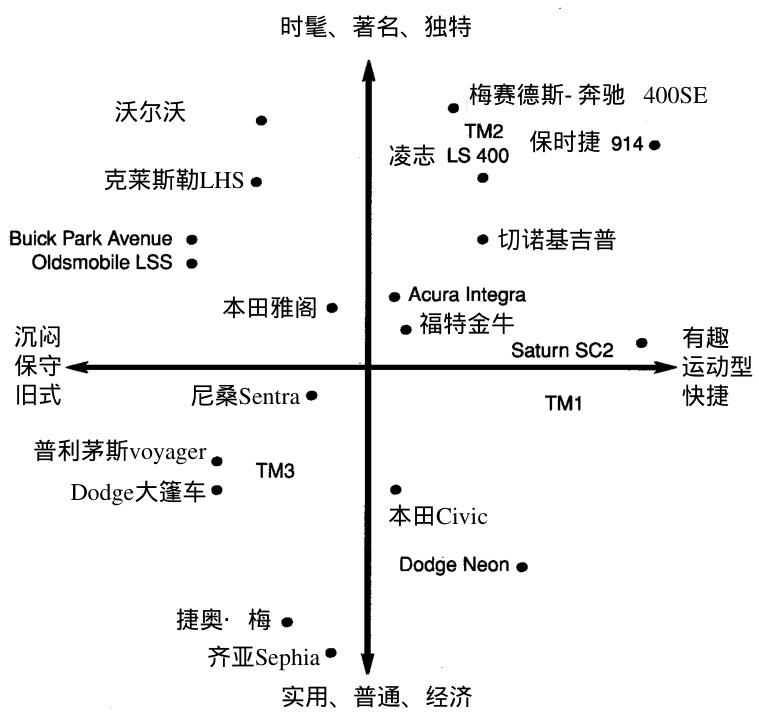 时髦、著名、独特
梅赛德斯-奔驰 400SE
沃尔沃
TM2
保时捷 914
凌志 LS 400
克莱斯勒LHS
Buick Park Avenue
切诺基吉普
Oldsmobile LSS
Acura Integra
本田雅阁
福特金牛
沉闷
保守
旧式
Saturn SC2
有趣
运动型
快捷
尼桑Sentra
TM1
普利茅斯voyager
TM3
Dodge大篷车
本田Civic
Dodge Neon
捷奥· 梅
齐亚Sephia
实用、普通、经济